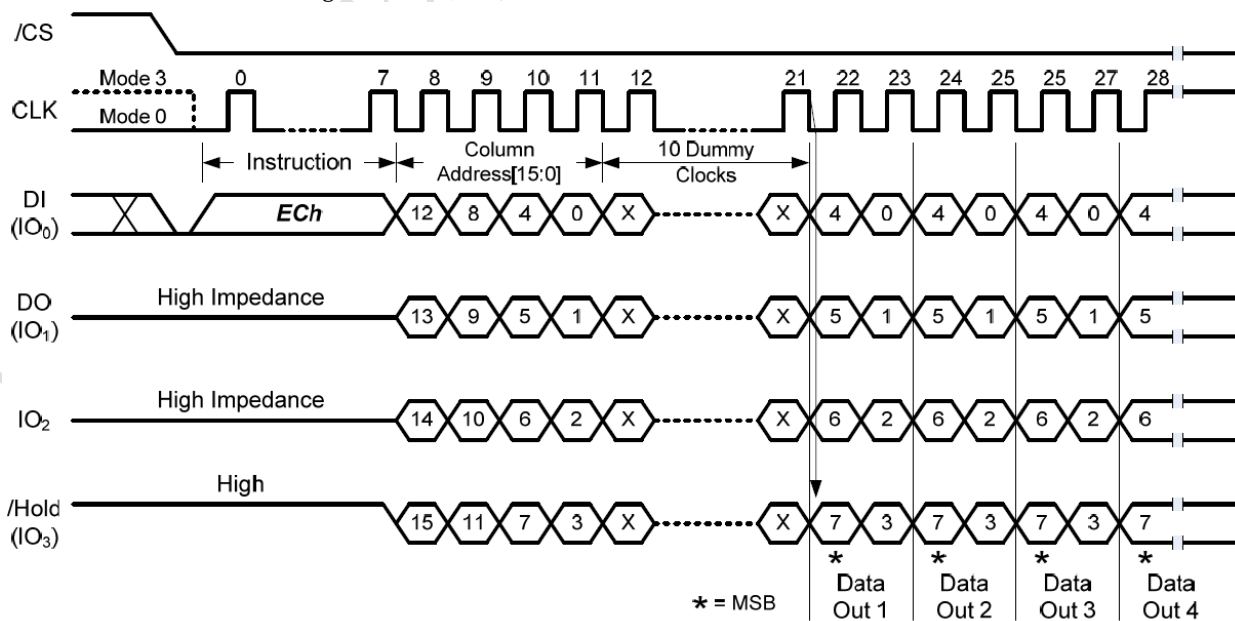 /CS
Mode 3 0 7 8 9 10 11 12 21 22 23 24 25 25 27 28
CLK
Mode 0
Instruction Column Address[15:0] 10 Dummy Clocks
DI
(IO0) ECh 12 8 4 0 X X 4 0 4 0 4 0 4
DO
(IO1) High Impedance 13 9 5 1 X X 5 1 5 1 5 1 5
IO2 High Impedance 14 10 6 2 X X 6 2 6 2 6 2 6
High
/Hold
(IO3) 15 11 7 3 X X 7 3 7 3 7 3 7
* * * *
* = MSB
Data Out 1 Data Out 2 Data Out 3 Data Out 4